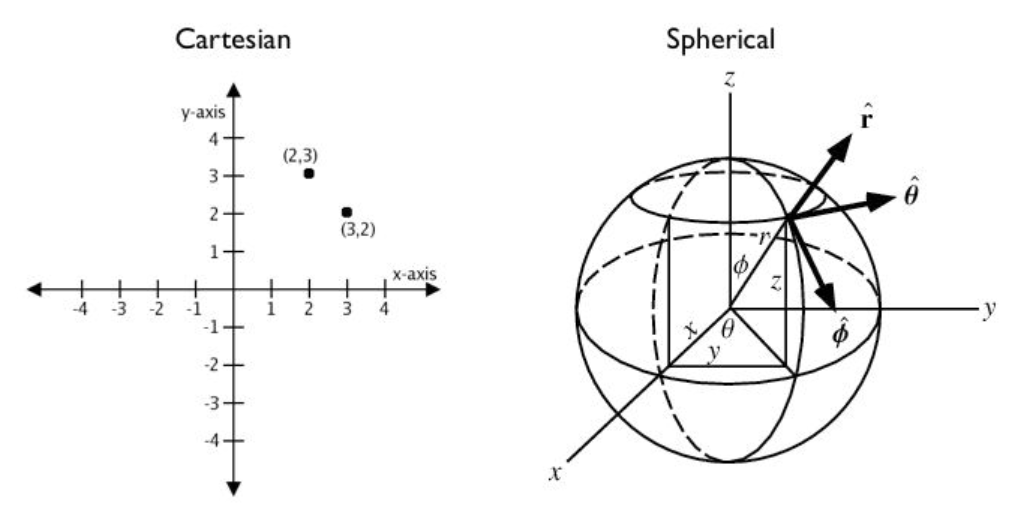 Cartesian
y-axis
4
3
2
1
-1
-2
-3
-4
(2,3)
(3,2)
x-axis
-4 -3 -2 -1 1 2 3 4
Spherical
z
r̂
θ̂
r
ϕ
z
y
x
θ
ϕ̂
y
x